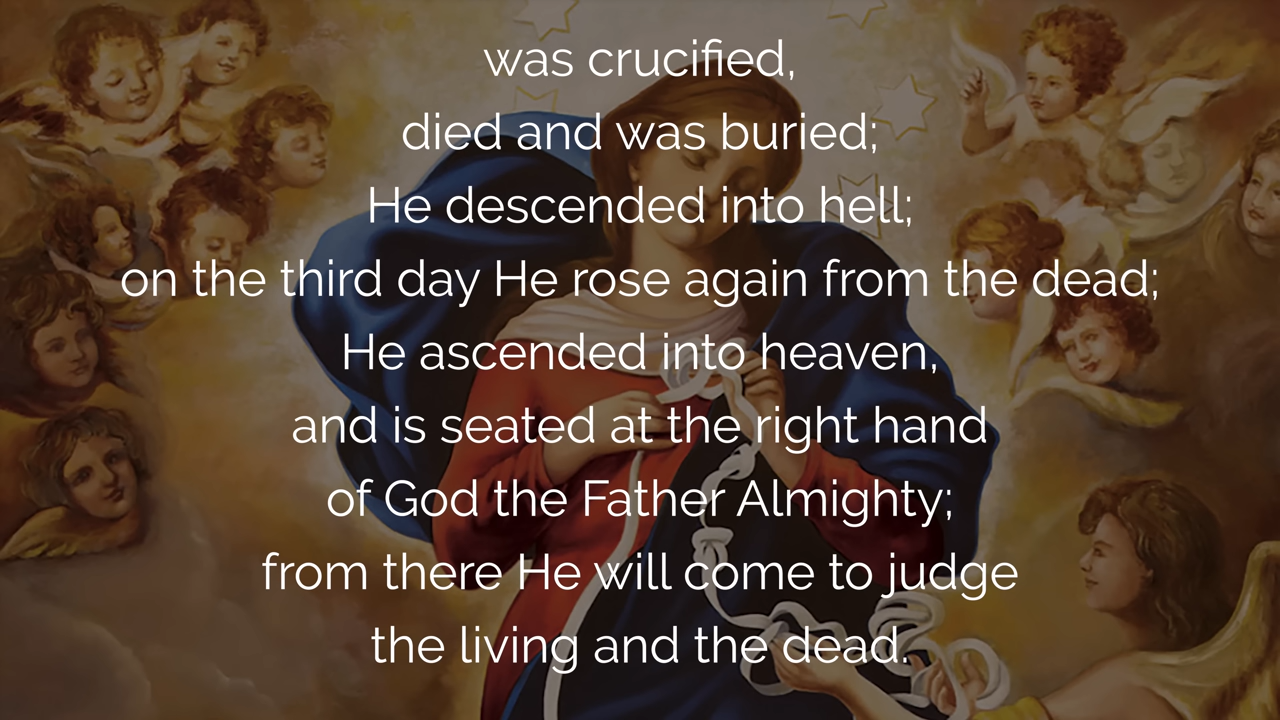 was crucified,
died and was buried;
He descended into hell;
on the third day He rose again from the dead;
He ascended into heaven,
and is seated at the right hand
of God the Father Almighty;
from there He will come to judge
the living and the dead.